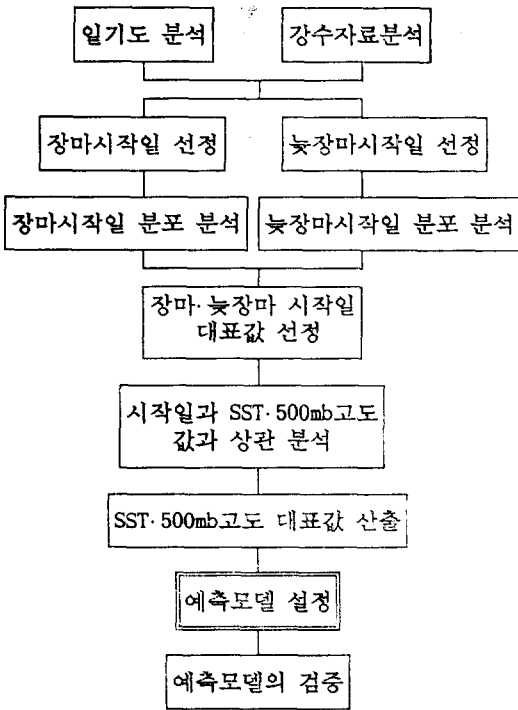 일기도 분석
강수자료분석
장마시작일 선정
늦장마시작일 선정
장마시작일 분포 분석
늦장마시작일 분포 분석
장마·늦장마 시작일
대표값 선정
시작일과 SST·500mb고도
값과 상관 분석
SST·500mb고도 대표값 산출
예측모델 설정
예측모델의 검증